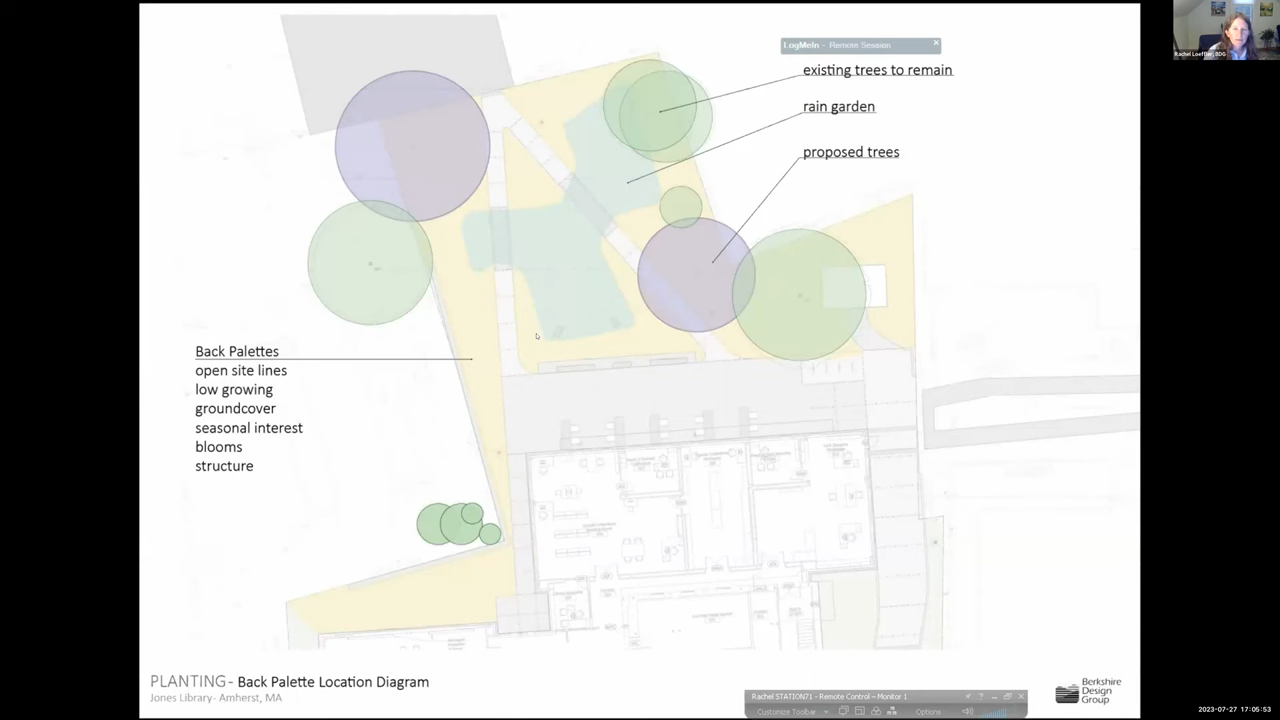 LogMeIn - Remote Session
existing trees to remain
rain garden
proposed trees
Back Palettes
open site lines
low growing
groundcover
seasonal interest
blooms
structure
PLANTING- Back Palette Location Diagram
Jones Library- Amherst, MA
Rachel STATION71 - Remote Control - Monitor 1
Customize Toolbar
Options
Berkshire
Design
Group
2023-07-27 17:05:53